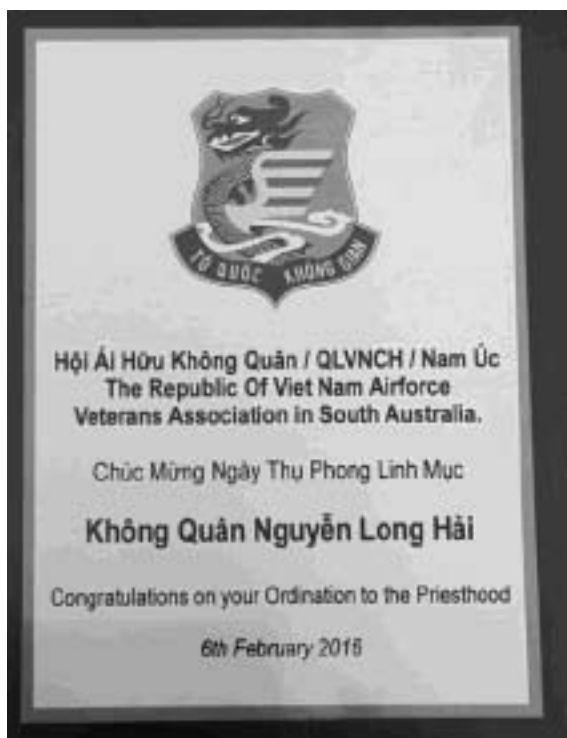 TỔ QUỐC KHÔNG GIAN
Hội Ái Hữu Không Quân / QLVNCH / Nam Úc
The Republic Of Viet Nam Airforce
Veterans Association in South Australia.
Chúc Mừng Ngày Thụ Phong Linh Mục
Không Quân Nguyễn Long Hải
Congratulations on your Ordination to the Priesthood
6th February 2016